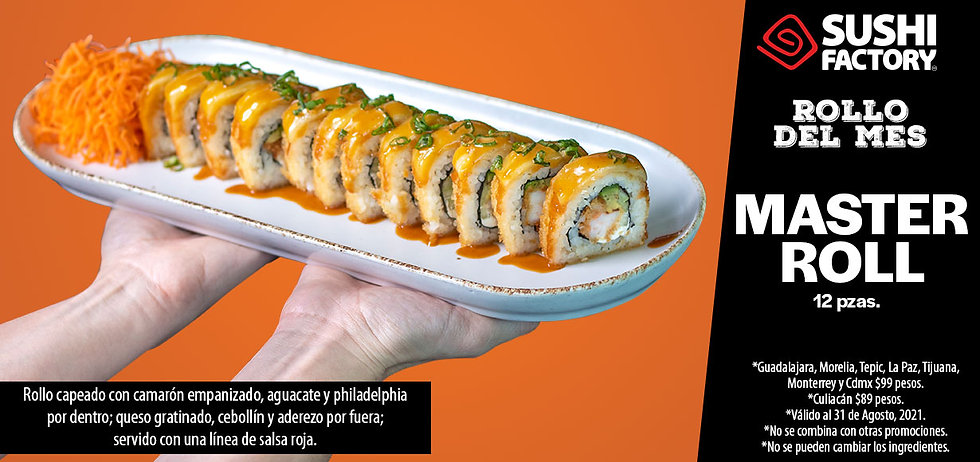 SUSHI
FACTORY
ROLLO
DEL MES
MASTER
ROLL
12 pzas.
*Guadalajara, Morelia, Tepic, La Paz, Tijuana,
Monterrey y Cdmx $99 pesos.
*Culiacán $89 pesos.
*Válido al 31 de Agosto, 2021.
*No se combina con otras promociones.
*No se pueden cambiar los ingredientes.
Rollo capeado con camarón empanizado, aguacate y philadelphia
por dentro; queso gratinado, cebollín y aderezo por fuera;
servido con una línea de salsa roja.